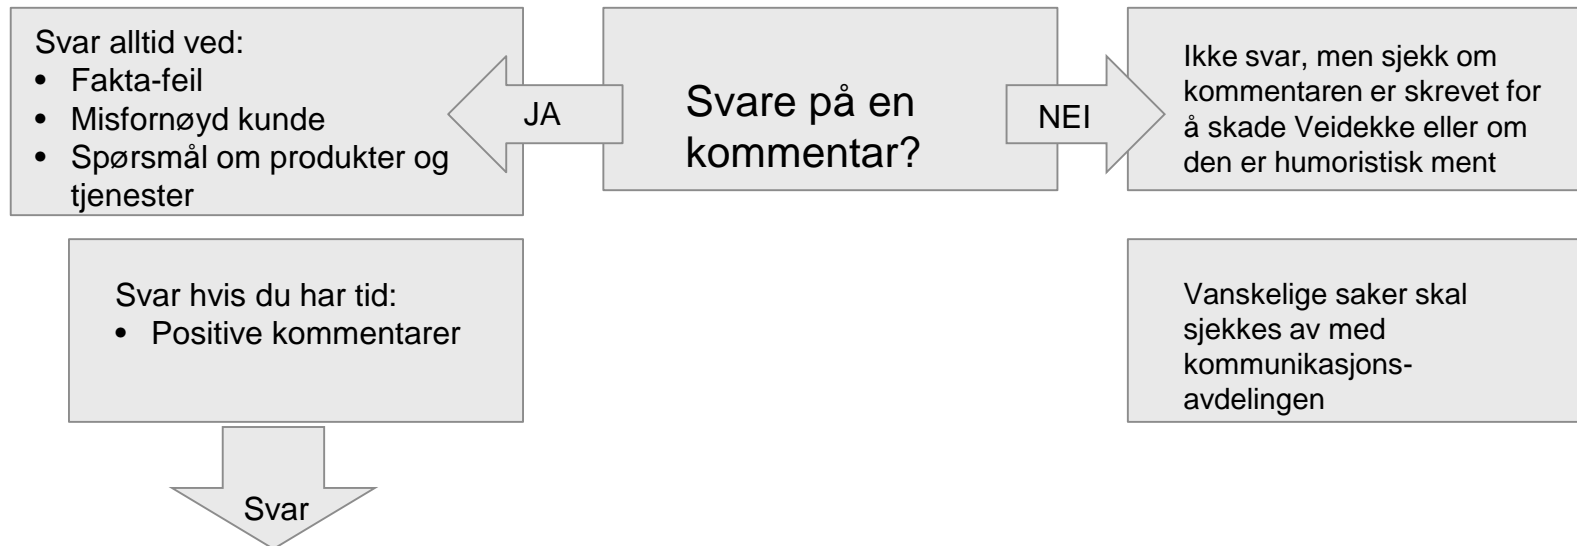 Svar alltid ved:
• Fakta-feil
• Misfornøyd kunde
• Spørsmål om produkter og
tjenester
JA
Svare på en
kommentar?
NEI
Ikke svar, men sjekk om
kommentaren er skrevet for
å skade Veidekke eller om
den er humoristisk ment
Svar hvis du har tid:
• Positive kommentarer
Vanskelige saker skal
sjekkes av med
kommunikasjons-
avdelingen
Svar